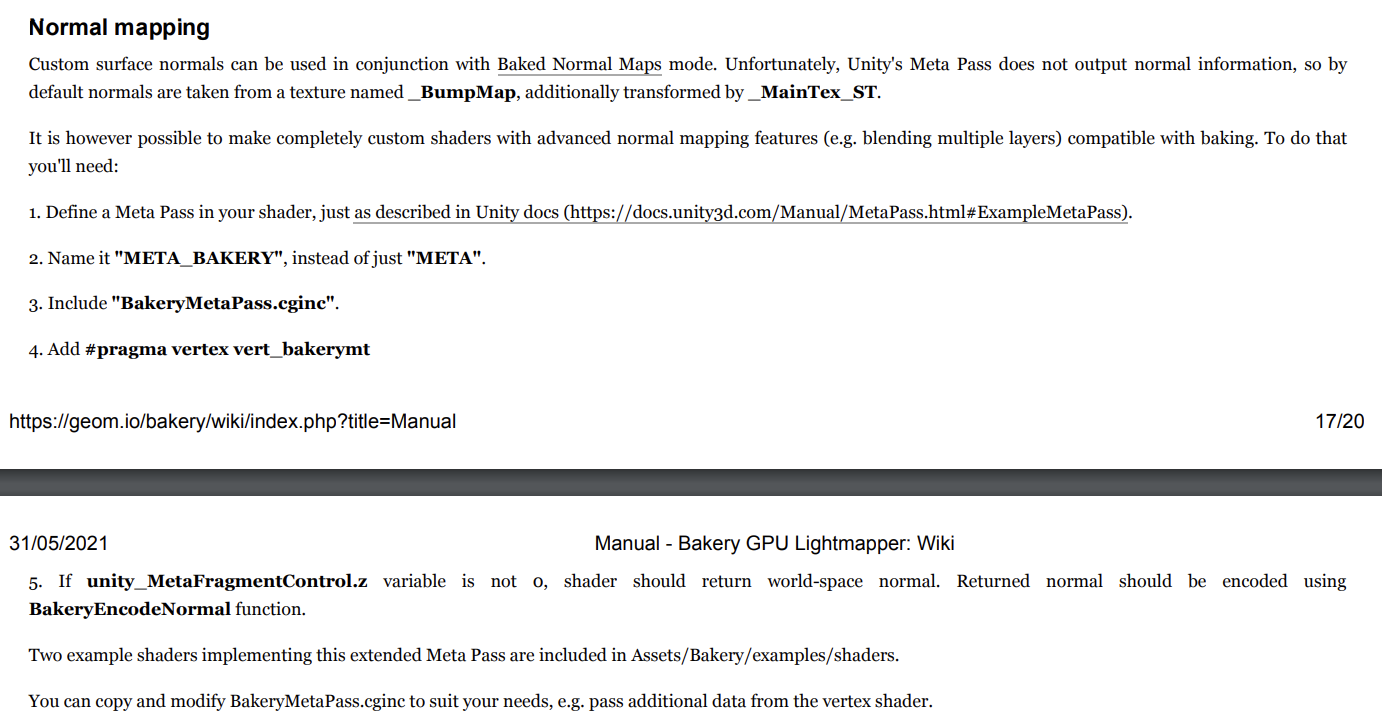 Normal mapping
Custom surface normals can be used in conjunction with Baked Normal Maps mode. Unfortunately, Unity's Meta Pass does not output normal information, so by
default normals are taken from a texture named _BumpMap, additionally transformed by _MainTex_ST.
It is however possible to make completely custom shaders with advanced normal mapping features (e.g. blending multiple layers) compatible with baking. To do that
you'll need:
1. Define a Meta Pass in your shader, just as described in Unity docs (https://docs.unity3d.com/Manual/MetaPass.html#ExampleMetaPass).
2. Name it "META_BAKERY", instead of just "META".
3. Include "BakeryMetaPass.cginc".
4. Add #pragma vertex vert_bakerymt
https://geom.io/bakery/wiki/index.php?title=Manual 17/20
31/05/2021 Manual - Bakery GPU Lightmapper: Wiki
5. If unity_MetaFragmentControl.z variable is not 0, shader should return world-space normal. Returned normal should be encoded using
BakeryEncodeNormal function.
Two example shaders implementing this extended Meta Pass are included in Assets/Bakery/examples/shaders.
You can copy and modify BakeryMetaPass.cginc to suit your needs, e.g. pass additional data from the vertex shader.